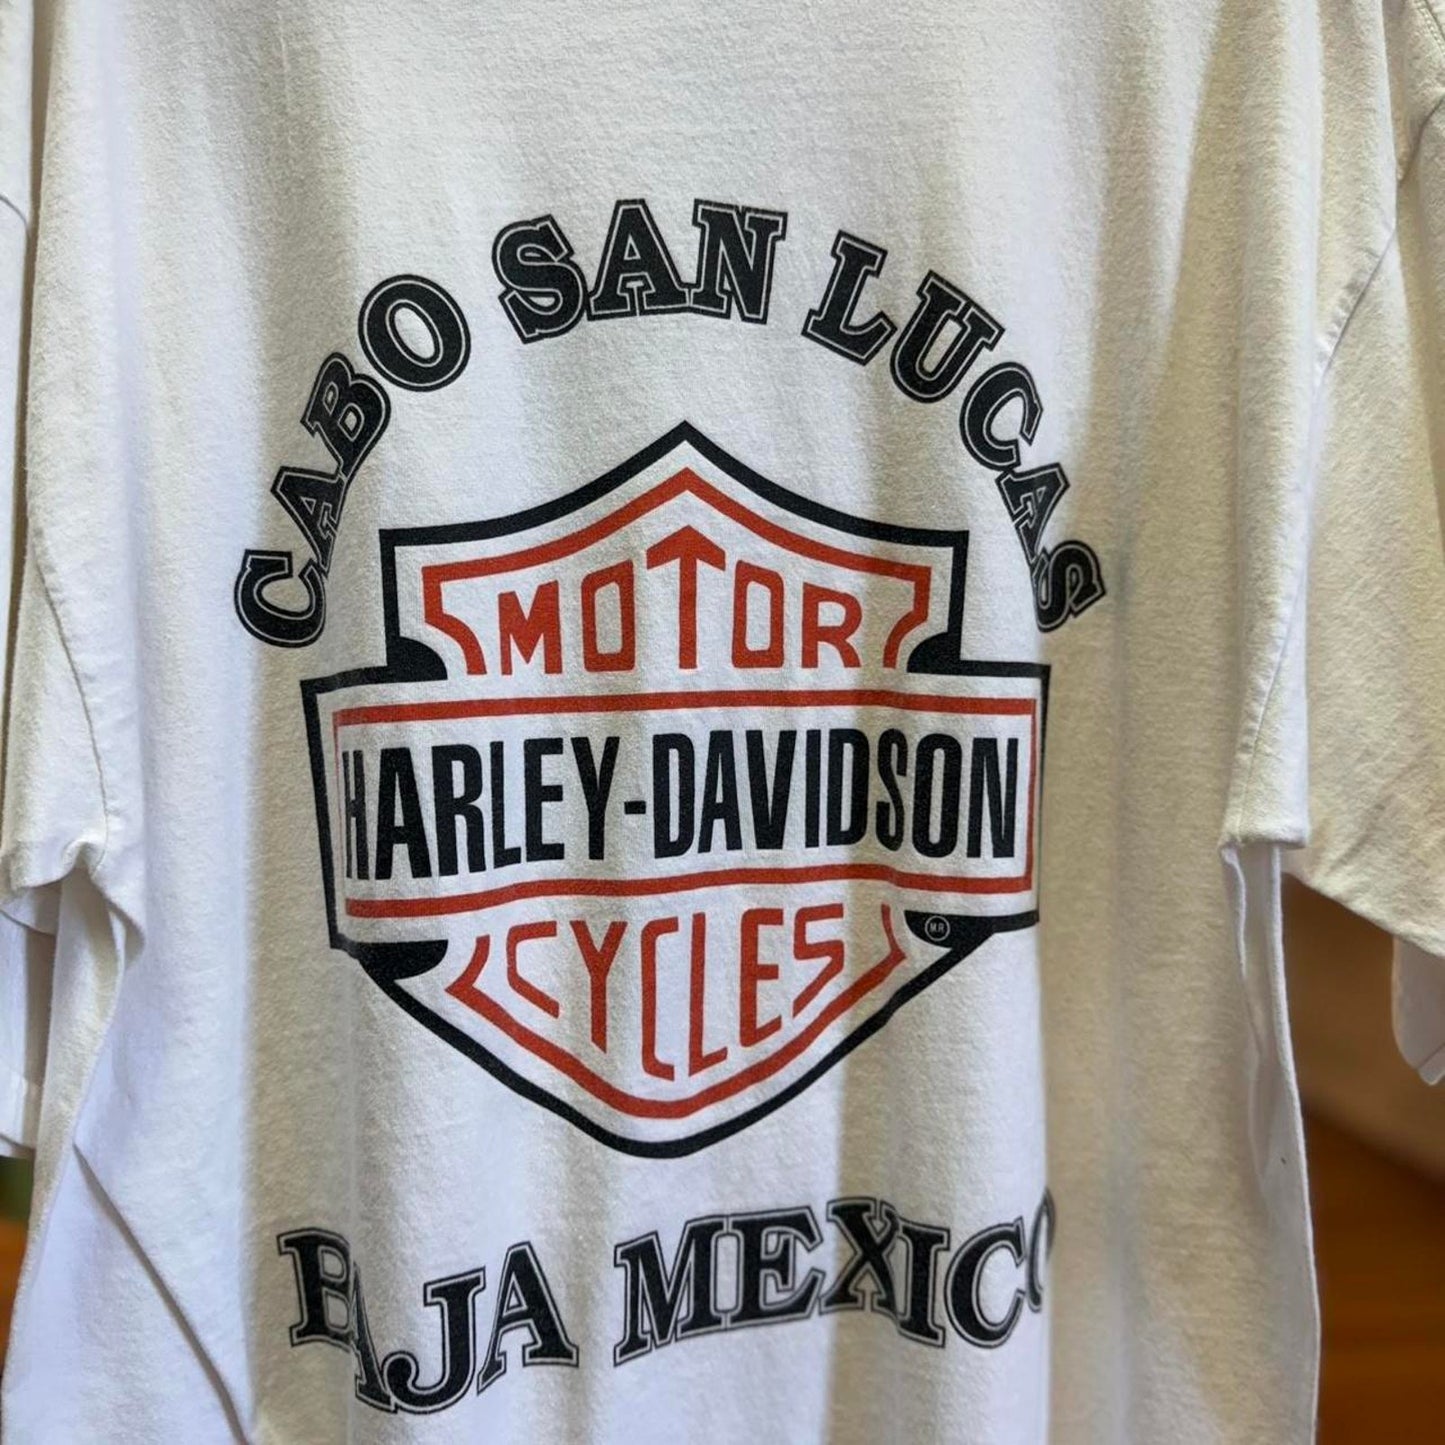 CABO SAN LUCAS
MOTOR
HARLEY-DAVIDSON
CYCLES
M.R
BAJA MEXICO